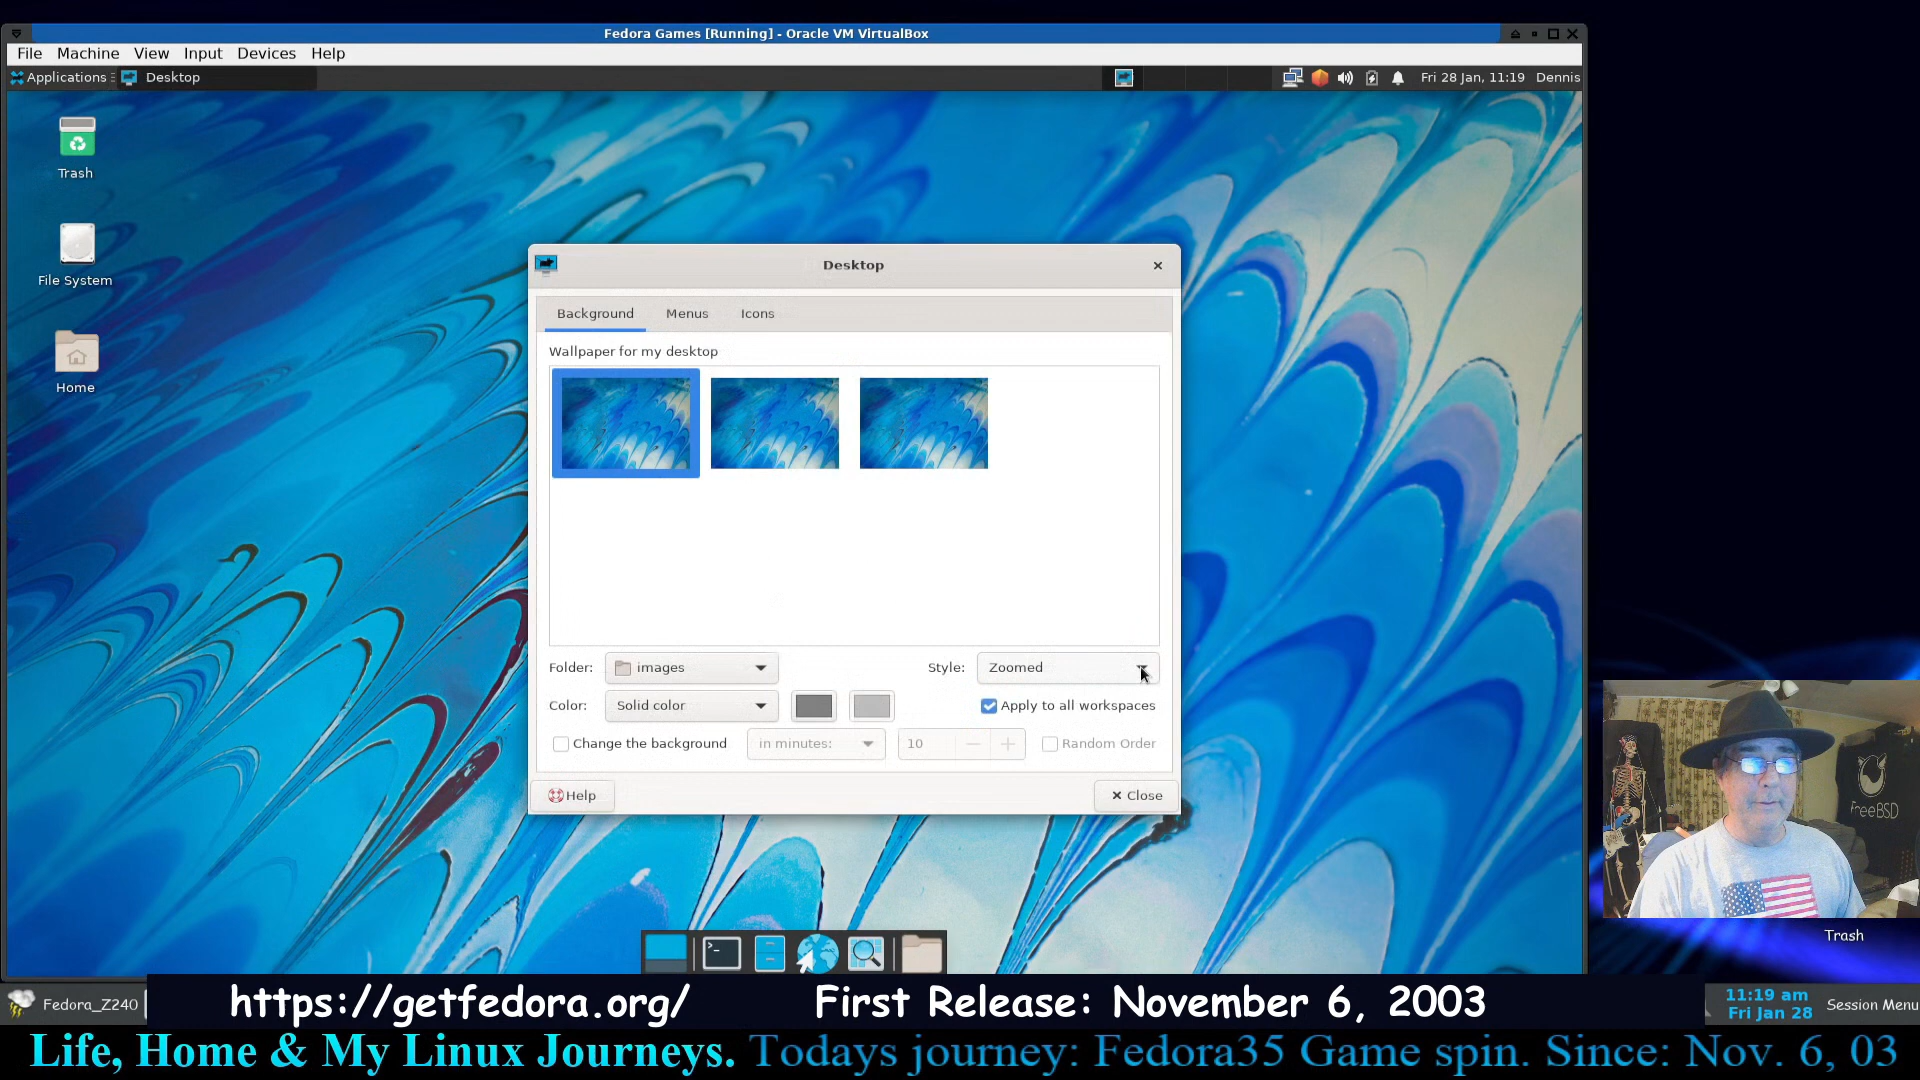 Fedora Games [Running] - Oracle VM VirtualBox
File Machine View Input Devices Help
Applications Desktop Fri 28 Jan, 11:19 Dennis
Trash
File System
Home
Desktop
Background Menus Icons
Wallpaper for my desktop
Folder: images Style: Zoomed
Color: Solid color Apply to all workspaces
Change the background in minutes: 10 Random Order
Help Close
FreeBSD
Trash
Fedora_Z240
https://getfedora.org/ First Release: November 6, 2003
11:19 am
Fri Jan 28
Session Menu
Life, Home & My Linux Journeys. Todays journey: Fedora35 Game spin. Since: Nov. 6, 03